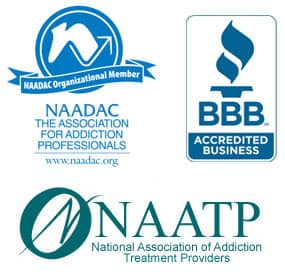 NAADAC Organizational Member
NAADAC
THE ASSOCIATION
FOR ADDICTION
PROFESSIONALS
www.naadac.org
BBB
ACCREDITED
BUSINESS
NAATP
National Association of Addiction
Treatment Providers